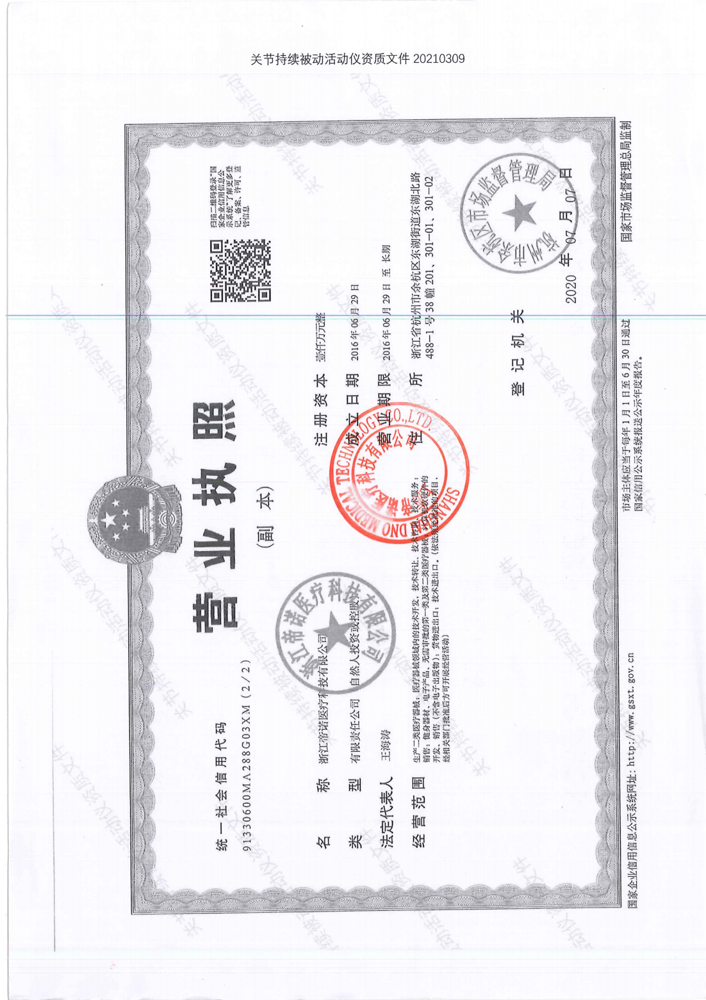 关节持续被动活动仪资质文件 20210309
营业执照
(副 本)
扫描二维码登录“国
家企业信用信息公
示系统”了解更多登
记、备案、许可、监
管信息
统一社会信用代码
91330600MA288G03XM (2/2)
名 称 浙江帝诺医疗科技有限公司
类 型 有限责任公司 自然人投资或控股
法定代表人 王海涛
经营范围 生产二类医疗器械；医疗器械领域内的技术开发、技术转让、技术咨询、技术服务；
销售：健身器材、电子产品、无需审批的第一类及第二类医疗器械、计算机软硬件的
开发、销售（不含电子出版物）；货物进出口；技术进出口。（依法须经批准的项目，
经相关部门批准后方可开展经营活动）
注册资本 壹仟万元整
成立日期 2016年06月29日
营业期限 2016年06月29日 至 长期
住 所 浙江省杭州市余杭区东湖街道东湖北路
488-1号38幢201、301-01、301-02
浙江帝诺医疗科技有限公司
DNO MEDICAL TECHNOLOGY CO.,LTD.
帝诺医疗科技有限公司
登记机关
杭州市余杭区市场监督管理局
2020 年 07 月 07 日
国家企业信用信息公示系统网址：http://www.gsxt.gov.cn
市场主体应当于每年1月1日至6月30日通过
国家信用公示系统报送公示年度报告。
国家市场监督管理总局监制